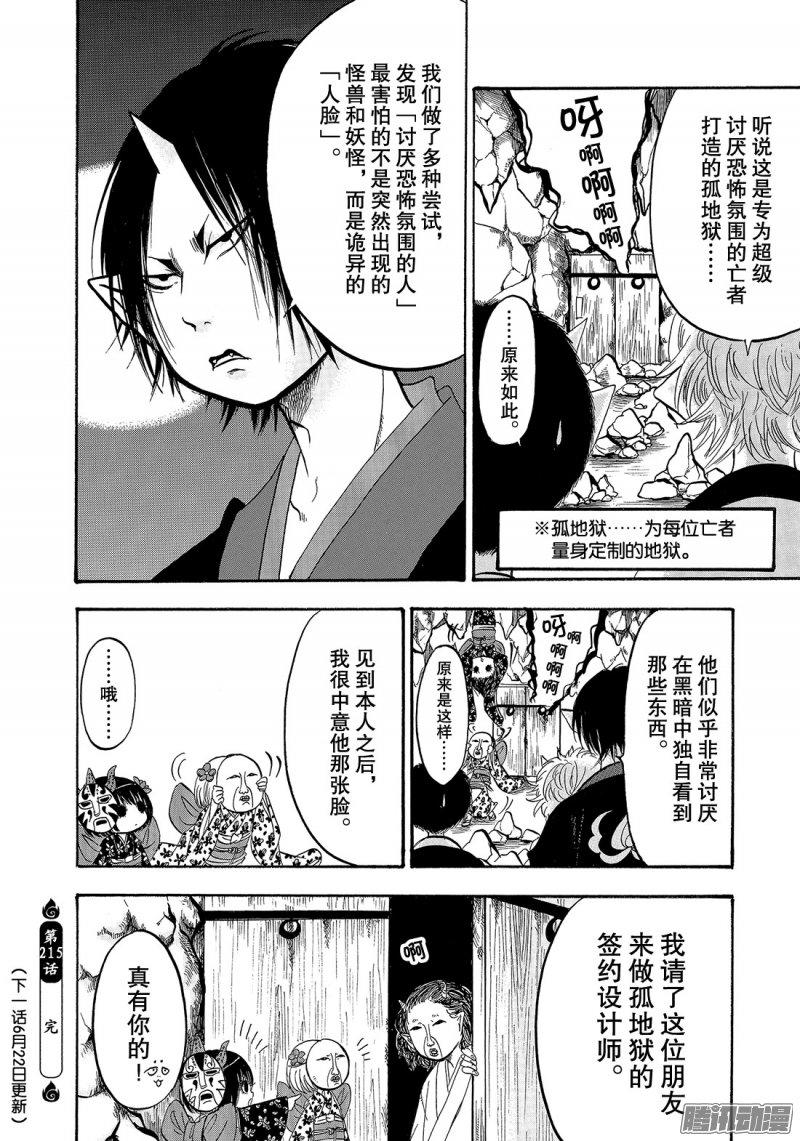 听说这是专为超级
讨厌恐怖氛围的亡者
打造的孤地狱……
呀
啊
啊
啊
啊
……原来如此。
※孤地狱……为每位亡者
量身定制的地狱。
我们做了多种尝试，
发现「讨厌恐怖氛围的人」
最害怕的不是突然出现的
怪兽和妖怪，而是诡异的
「人脸」。
他们似乎非常讨厌
在黑暗中独自看到
那些东西。
呀
啊
啊
啊
啊
原来是这样……
见到本人之后，
我很中意他那张脸。
……哦
我请了这位朋友
来做孤地狱的
签约设计师。
啊
真有你的！
第215话
完
（下一话6月22日更新）
腾讯动漫